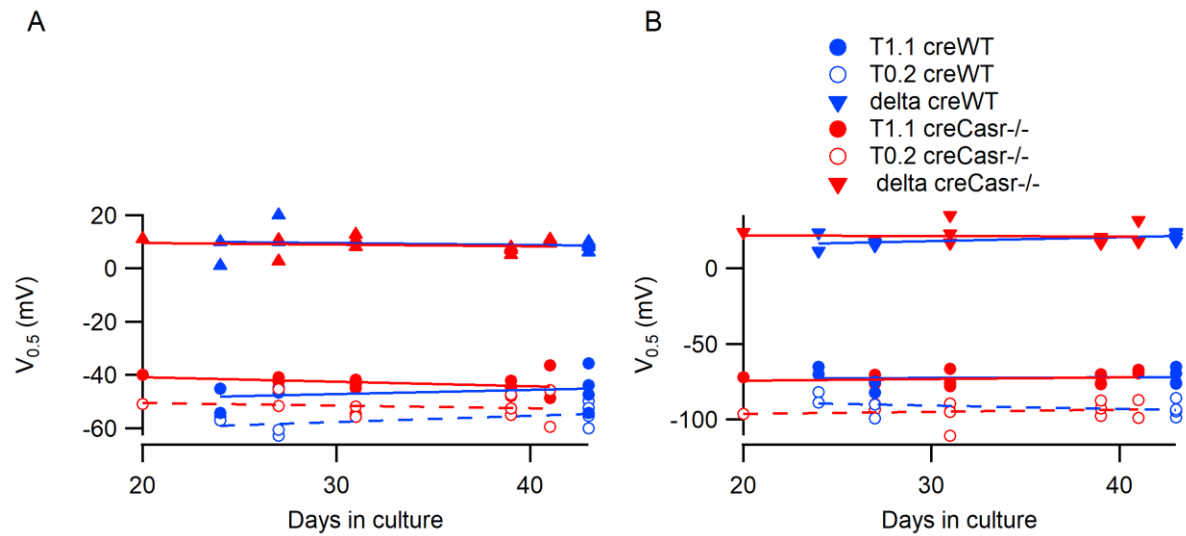 A
B
T1.1 creWT
T0.2 creWT
delta creWT
T1.1 creCasr-/-
T0.2 creCasr-/-
delta creCasr-/-
20
0
-20
-40
-60
V0.5 (mV)
20
30
40
Days in culture
0
-50
-100
V0.5 (mV)
20
30
40
Days in culture